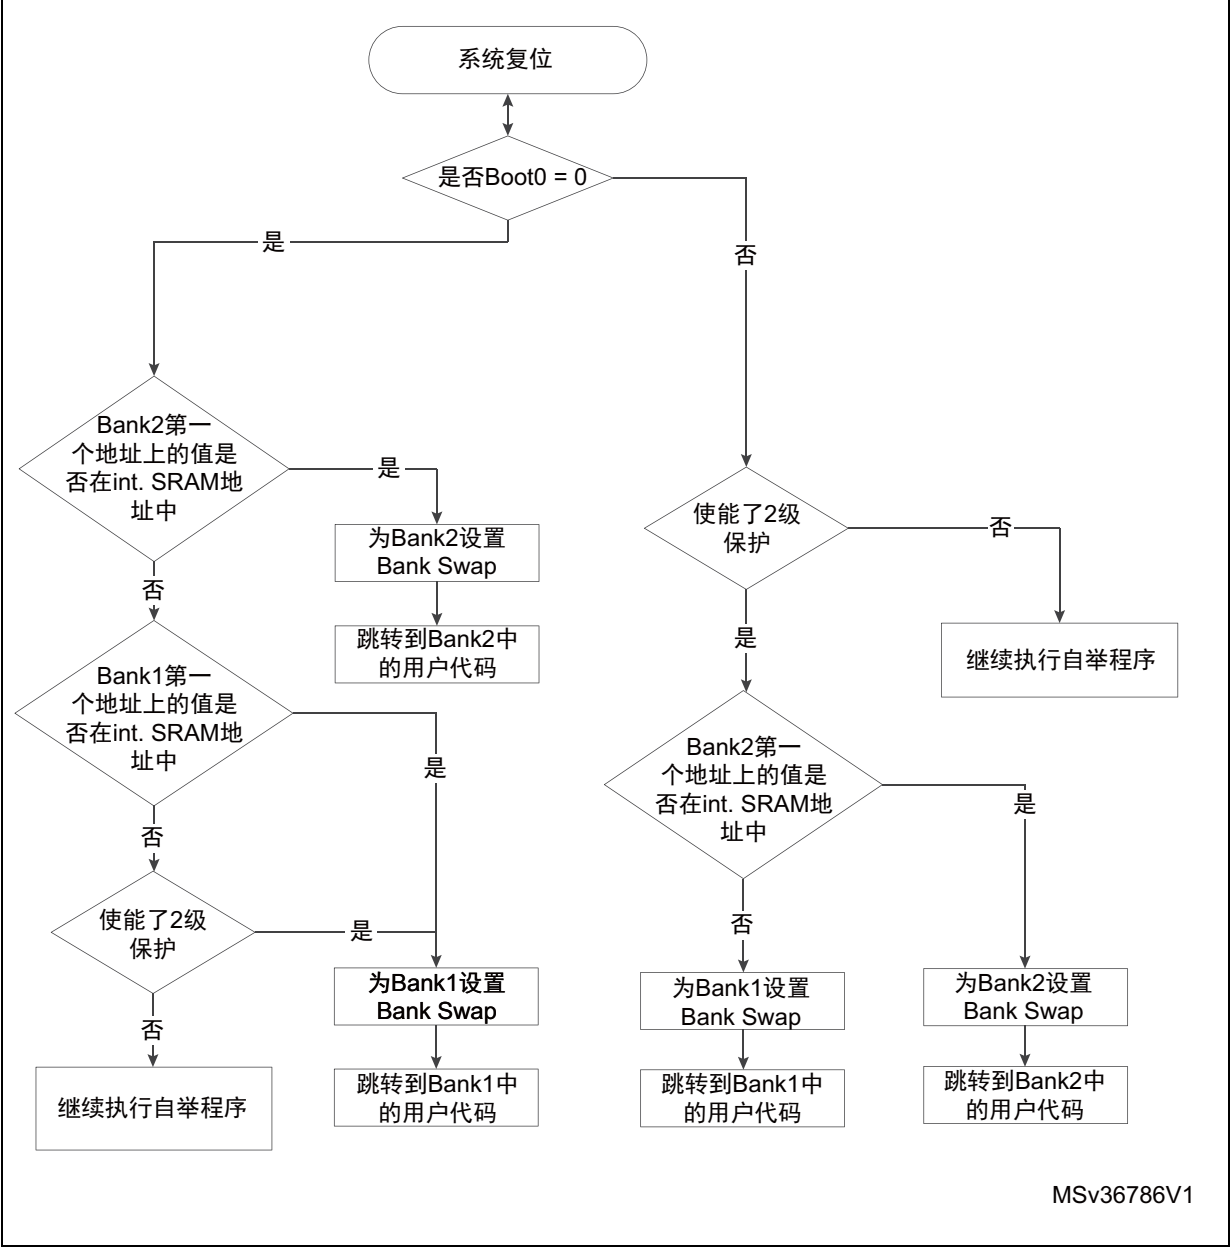 系统复位
是否Boot0 = 0
是
否
Bank2第一
个地址上的值是
否在int. SRAM地
址中
是
为Bank2设置
Bank Swap
跳转到Bank2中
的用户代码
否
Bank1第一
个地址上的值是
否在int. SRAM地
址中
是
否
使能了2级
保护
是
为Bank1设置
Bank Swap
跳转到Bank1中
的用户代码
否
继续执行自举程序
使能了2级
保护
否
继续执行自举程序
是
Bank2第一
个地址上的值是
否在int. SRAM地
址中
是
否
为Bank1设置
Bank Swap
跳转到Bank1中
的用户代码
为Bank2设置
Bank Swap
跳转到Bank2中
的用户代码
MSv36786V1